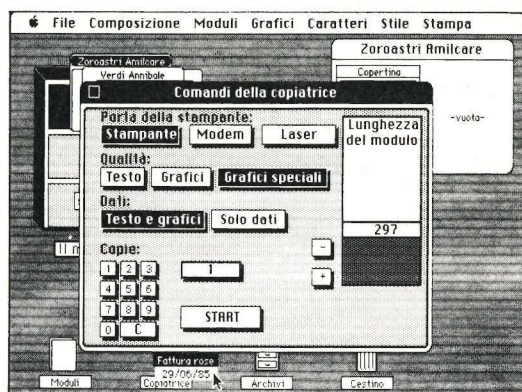 File Composizione Moduli Grafici Caratteri Stile Stampa
Zoroastri Amilcare
Verdi Annibale
Zoroastri Amilcare
Copertina
-vuota-
Comandi della copiatrice
Porta della stampante:
Stampante Modem Laser
Qualità:
Testo Grafici Grafici speciali
Dati:
Testo e grafici Solo dati
Copie:
1 2 3
4 5 6
7 8 9
0 C
1
START
Lunghezza
del modulo
297
-
+
Il m
Fattura rose
29/06/85
Moduli Copiatrice Archivi Cestino